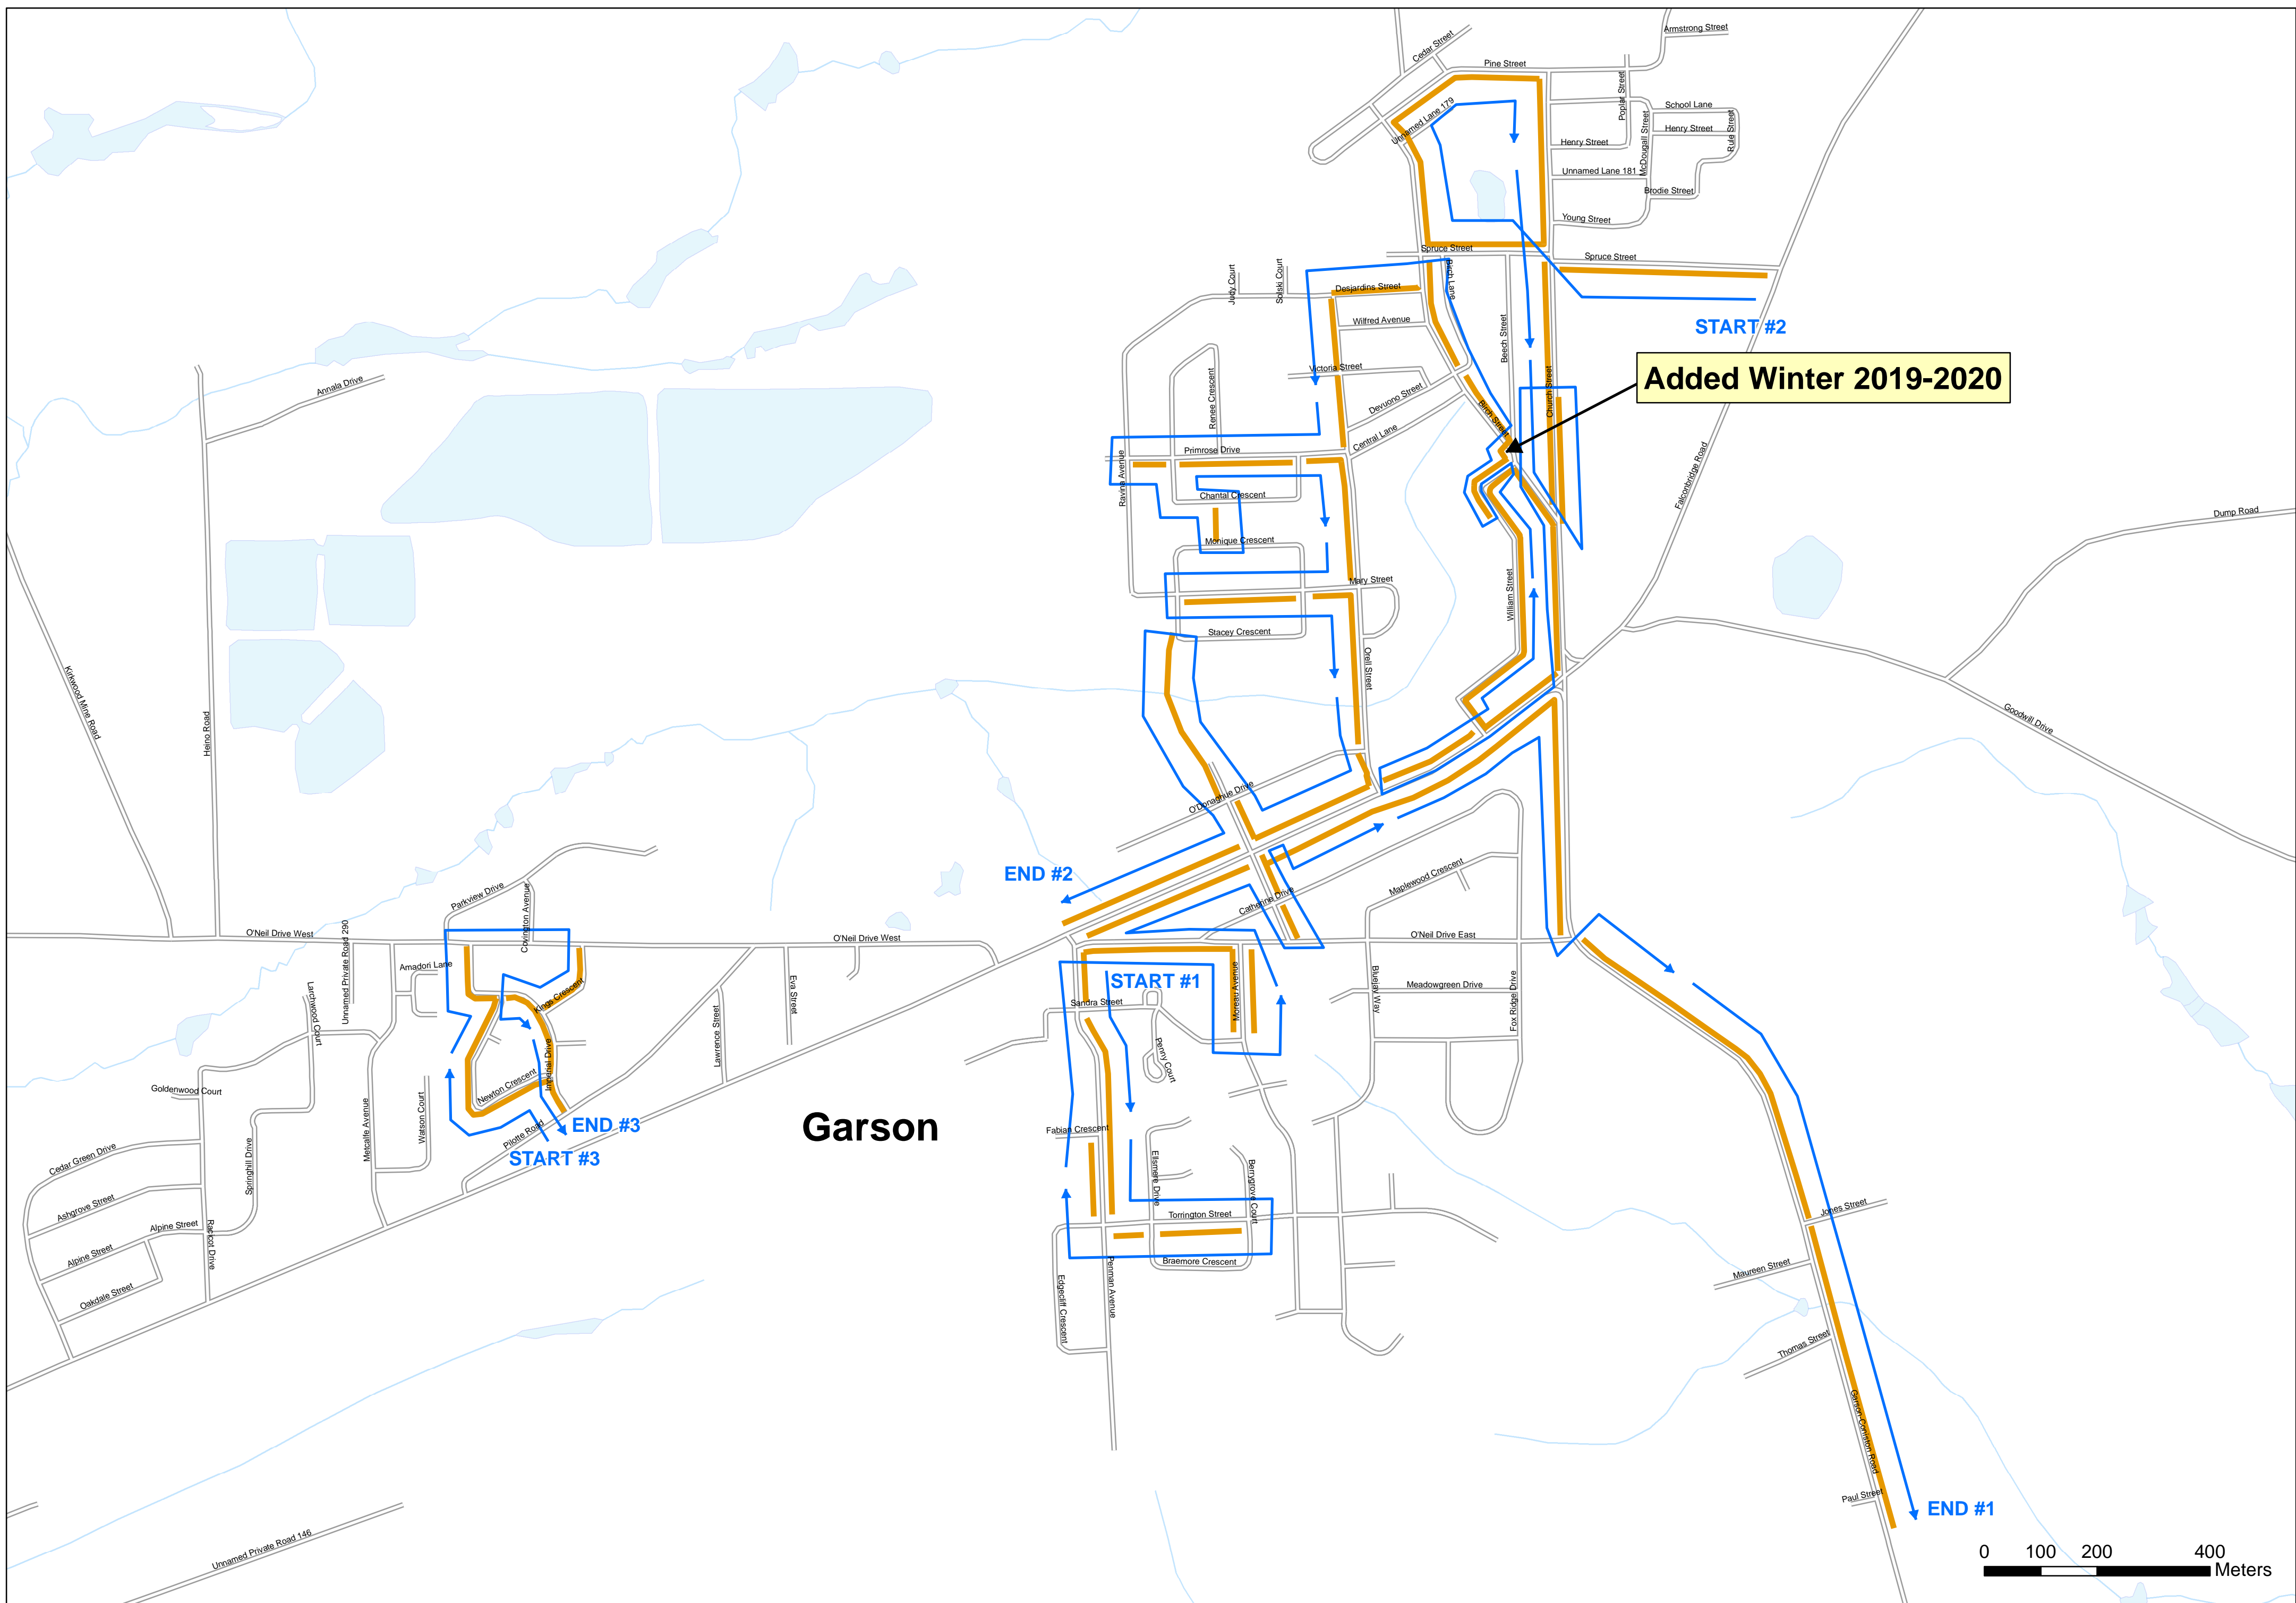 Armstrong Street
Cedar Street
Pine Street
Poplar Street
School Lane
Unnamed Lane 179
Henry Street
Rule Street
McDougall Street
Henry Street
Unnamed Lane 181
Brodie Street
Young Street
Spruce Street
Spruce Street
Birch Lane
Judy Court
Solski Court
Desjardins Street
START #2
Wilfred Avenue
Beech Street
Added Winter 2019-2020
Victoria Street
Annala Drive
Renee Crescent
Devuono Street
Church Street
Birch Street
Central Lane
Primrose Drive
Ravina Avenue
Falconbridge Road
Chantal Crescent
Dump Road
Monique Crescent
Mary Street
William Street
Stacey Crescent
Orell Street
Kirkwood Mine Road
Heino Road
Goodwill Drive
O'Donaghue Drive
END #2
Maplewood Crescent
Catherine Drive
Parkview Drive
Covington Avenue
Unnamed Private Road 290
O'Neil Drive West
O'Neil Drive West
O'Neil Drive East
Amadori Lane
Kings Crescent
START #1
Moreau Avenue
Bluejay Way
Meadowgreen Drive
Fox Ridge Drive
Eva Street
Larchwood Court
Sandra Street
Lawrence Street
Penny Court
Imperial Drive
Newton Crescent
Goldenwood Court
Metcalfe Avenue
Watson Court
Garson
END #3
Pilotte Road
START #3
Fabian Crescent
Cedar Green Drive
Springhill Drive
Ellsmere Drive
Berrygrove Court
Ashgrove Street
Jones Street
Torrington Street
Alpine Street
Racicot Drive
Alpine Street
Braemore Crescent
Maureen Street
Oakdale Street
Edgecliff Crescent
Penman Avenue
Thomas Street
Garson-Coniston Road
Paul Street
END #1
Unnamed Private Road 146
0 100 200 400
Meters